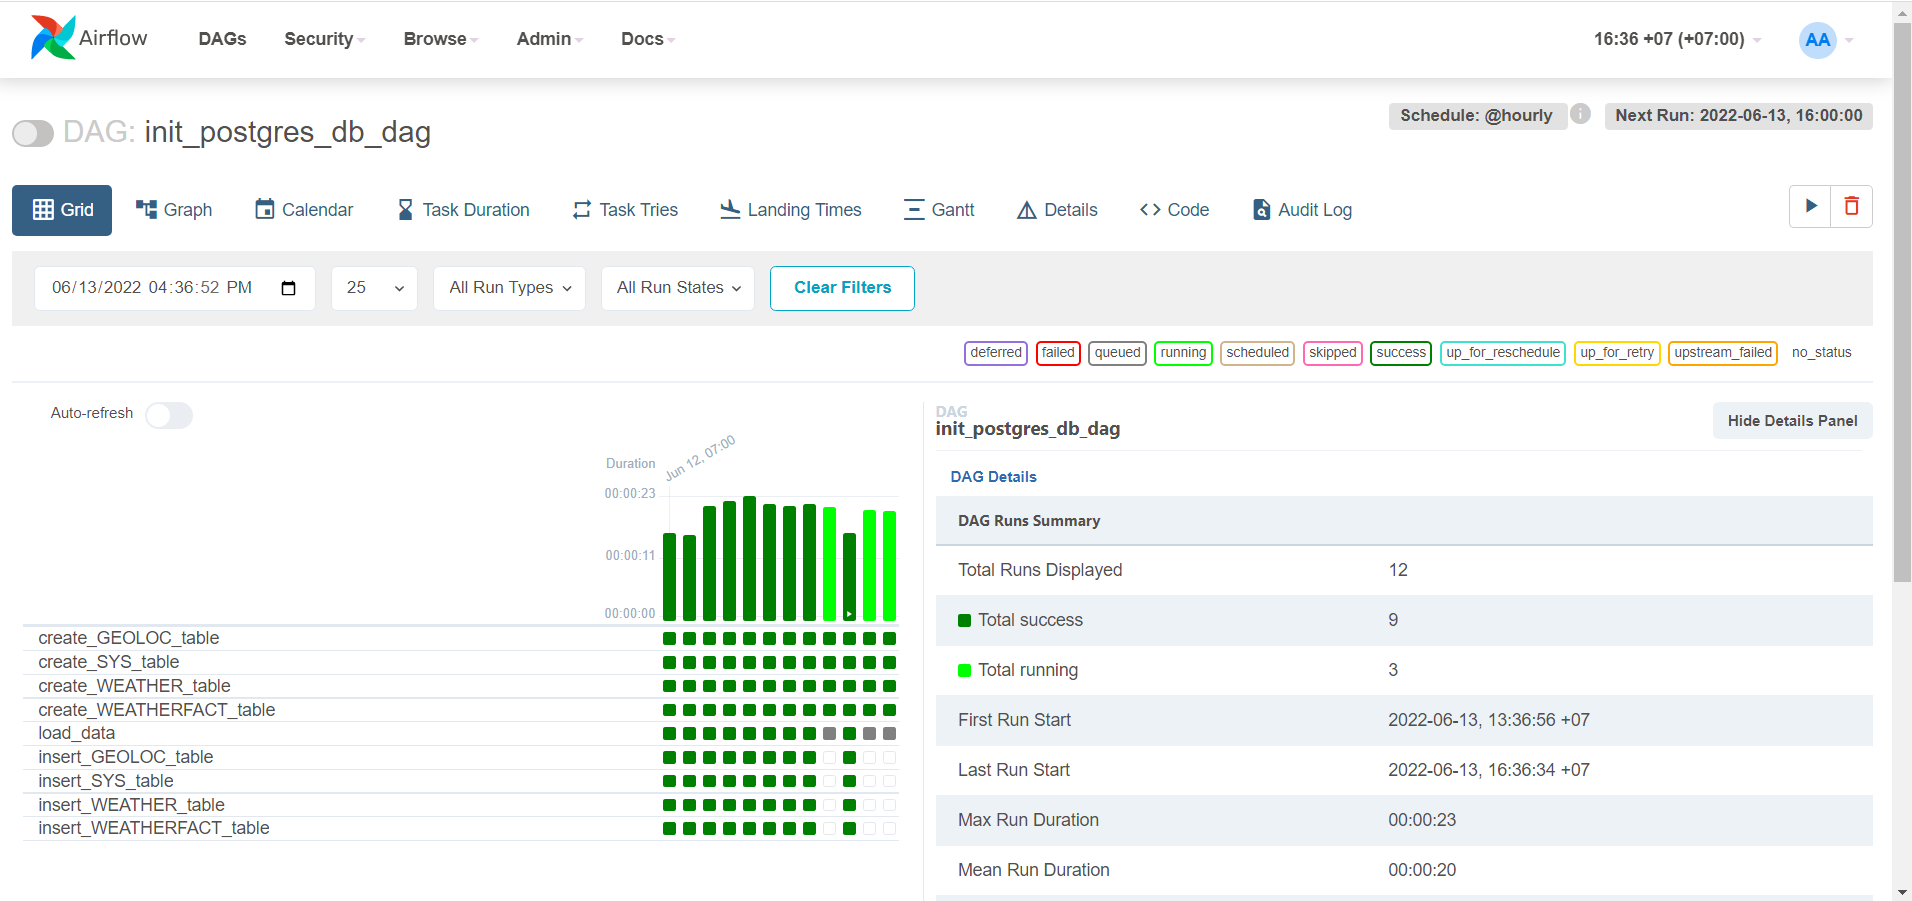 Airflow DAGs Security Browse Admin Docs 16:36 +07 (+07:00) AA
Schedule: @hourly i Next Run: 2022-06-13, 16:00:00
DAG: init_postgres_db_dag
Grid Graph Calendar Task Duration Task Tries Landing Times Gantt Details Code Audit Log
06/13/2022 04:36:52 PM 25 All Run Types All Run States Clear Filters
deferred failed queued running scheduled skipped success up_for_reschedule up_for_retry upstream_failed no_status
Auto-refresh
Duration
Jun 12, 07:00
00:00:23
00:00:11
00:00:00
create_GEOLOC_table
create_SYS_table
create_WEATHER_table
create_WEATHERFACT_table
load_data
insert_GEOLOC_table
insert_SYS_table
insert_WEATHER_table
insert_WEATHERFACT_table
DAG
init_postgres_db_dag
Hide Details Panel
DAG Details
DAG Runs Summary
Total Runs Displayed 12
Total success 9
Total running 3
First Run Start 2022-06-13, 13:36:56 +07
Last Run Start 2022-06-13, 16:36:34 +07
Max Run Duration 00:00:23
Mean Run Duration 00:00:20